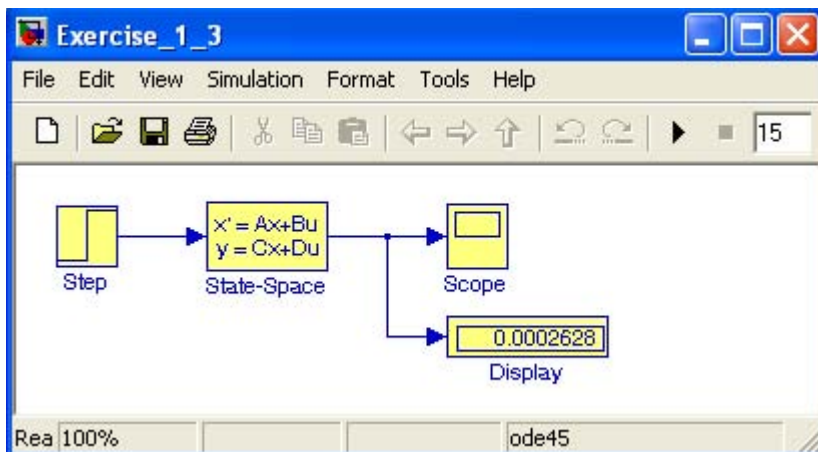 Exercise_1_3
File Edit View Simulation Format Tools Help
15
x' = Ax+Bu
y = Cx+Du
Step
State-Space
Scope
0.0002628
Display
Rea 100% ode45